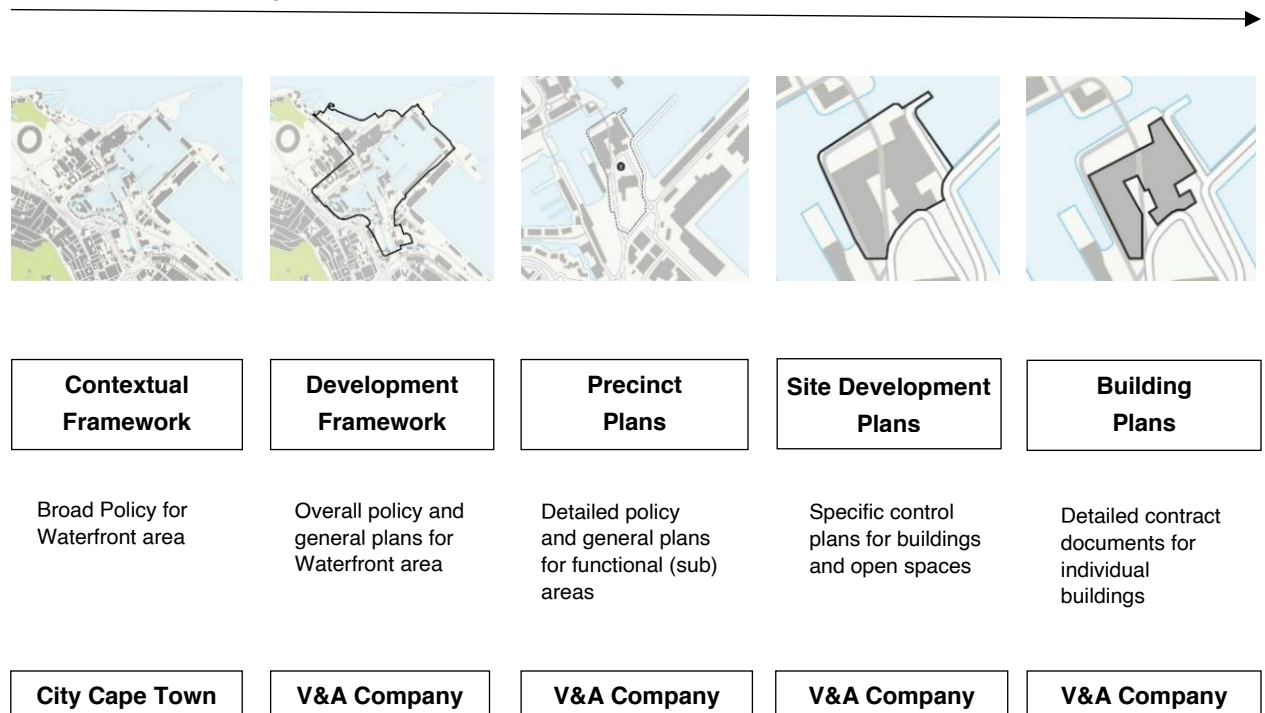 Contextual
Framework
Development
Framework
Precinct
Plans
Site Development
Plans
Building
Plans
Broad Policy for
Waterfront area
Overall policy and
general plans for
Waterfront area
Detailed policy
and general plans
for functional (sub)
areas
Specific control
plans for buildings
and open spaces
Detailed contract
documents for
individual
buildings
City Cape Town
V&A Company
V&A Company
V&A Company
V&A Company